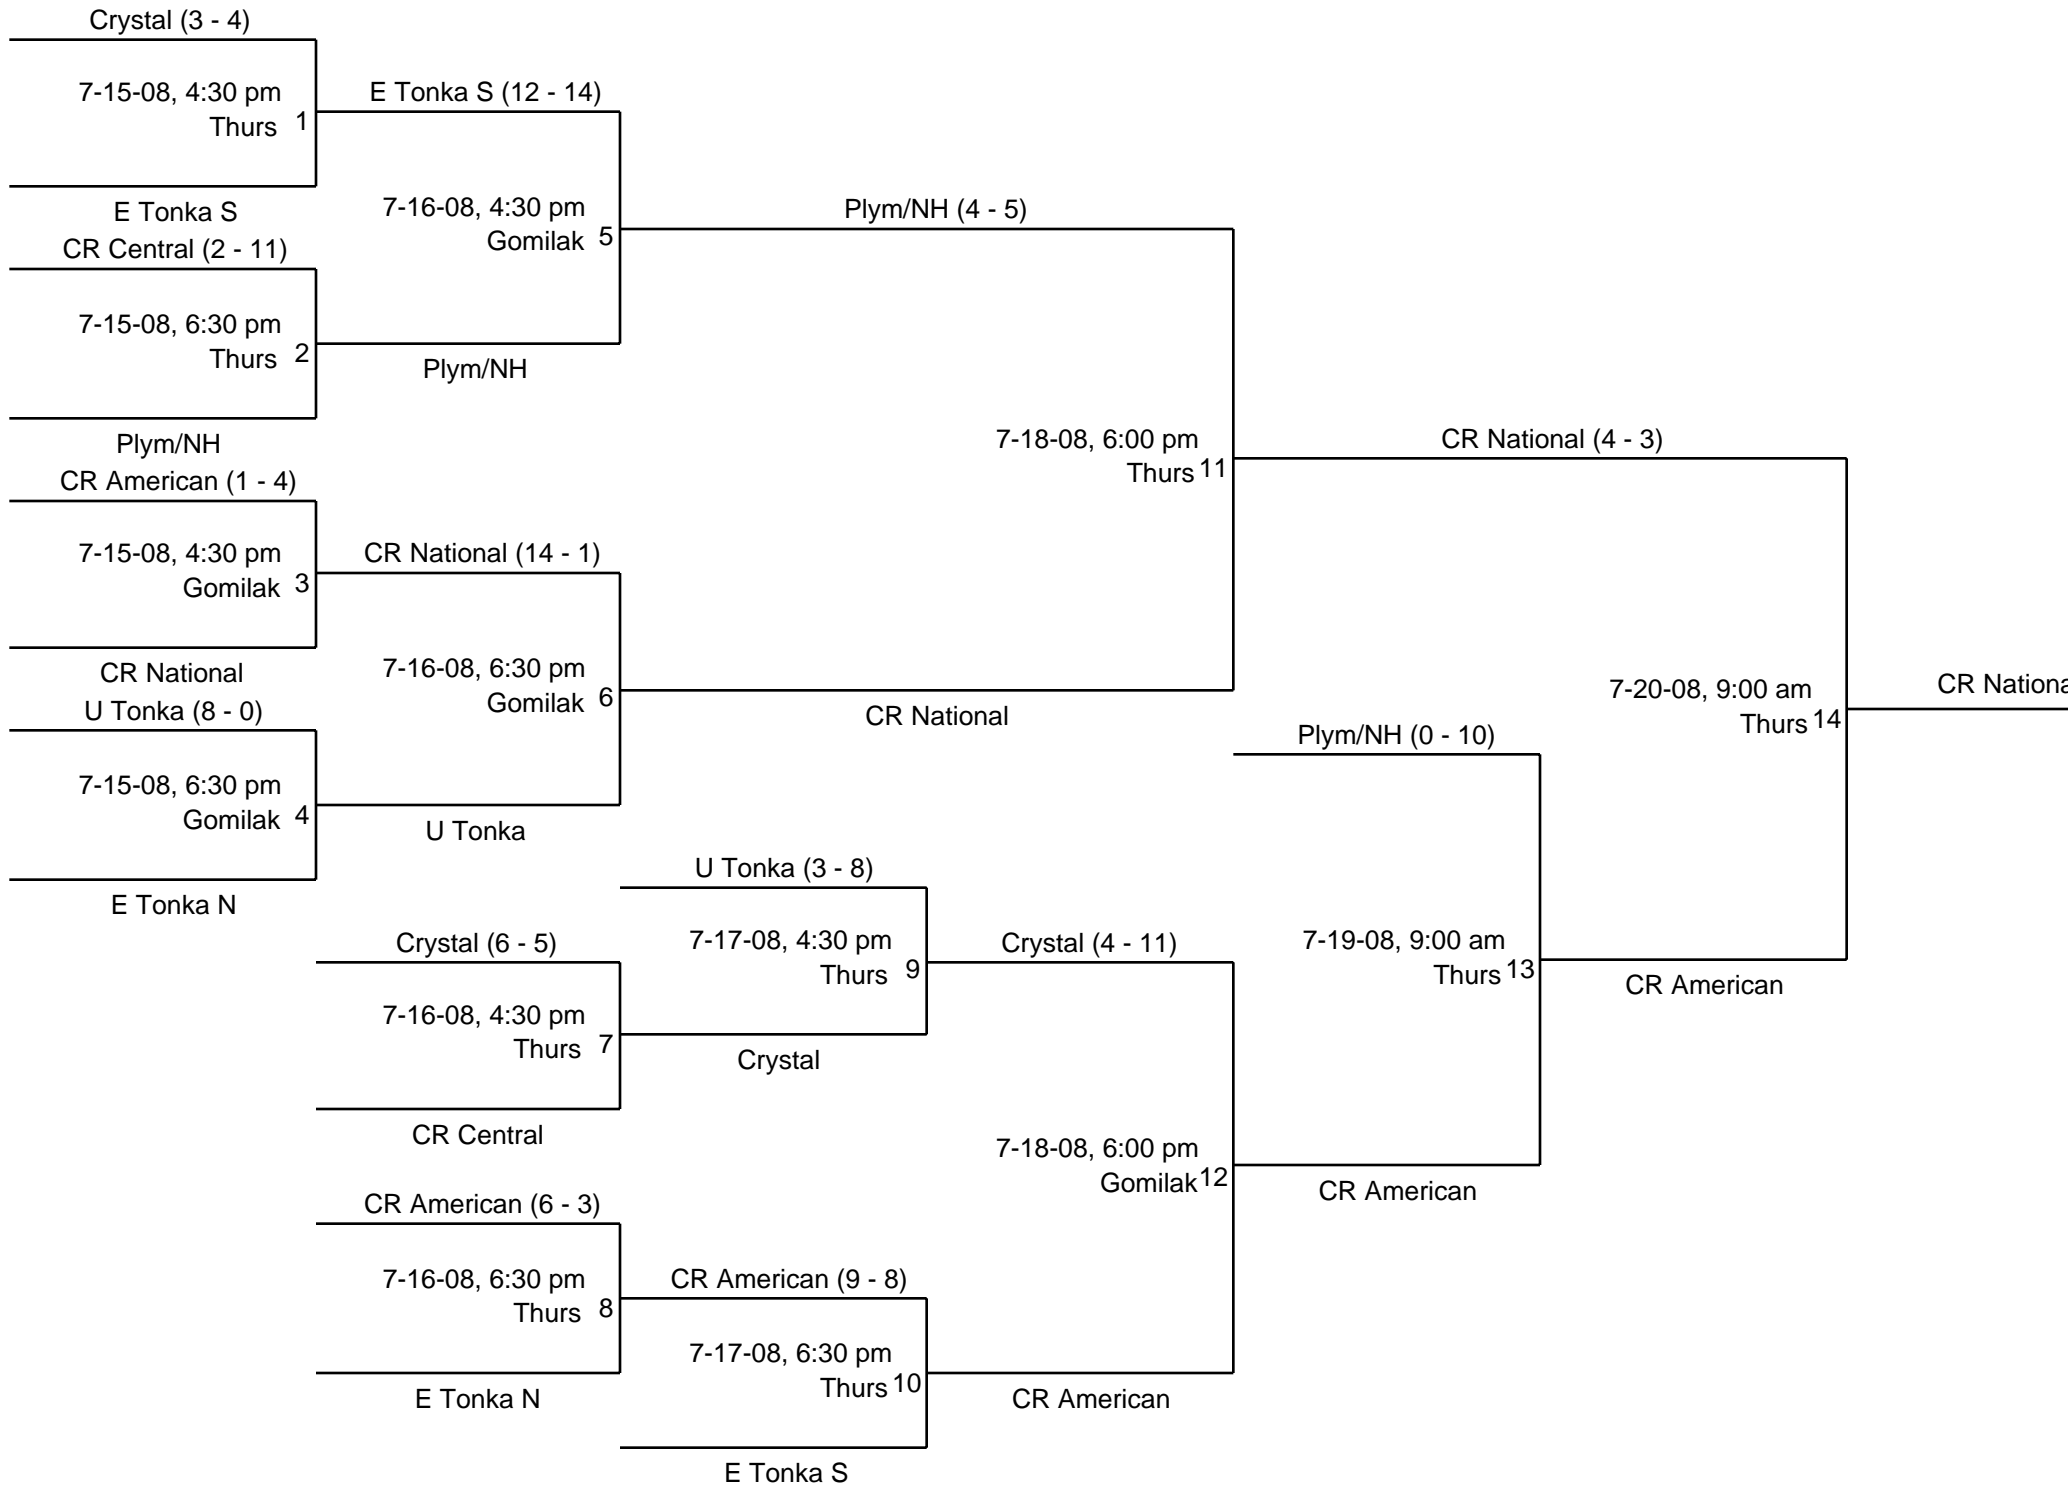 Crystal (3 - 4)
7-15-08, 4:30 pm
Thurs 1
E Tonka S
CR Central (2 - 11)
7-15-08, 6:30 pm
Thurs 2
Plym/NH
CR American (1 - 4)
7-15-08, 4:30 pm
Gomilak 3
CR National
U Tonka (8 - 0)
7-15-08, 6:30 pm
Gomilak 4
E Tonka N
E Tonka S (12 - 14)
7-16-08, 4:30 pm
Gomilak 5
Plym/NH
CR National (14 - 1)
7-16-08, 6:30 pm
Gomilak 6
U Tonka
Crystal (6 - 5)
7-16-08, 4:30 pm
Thurs 7
CR Central
CR American (6 - 3)
7-16-08, 6:30 pm
Thurs 8
E Tonka N
U Tonka (3 - 8)
7-17-08, 4:30 pm
Thurs 9
Crystal
CR American (9 - 8)
7-17-08, 6:30 pm
Thurs 10
E Tonka S
Plym/NH (4 - 5)
7-18-08, 6:00 pm
Thurs 11
CR National
Crystal (4 - 11)
7-18-08, 6:00 pm
Gomilak 12
CR American
Plym/NH (0 - 10)
7-19-08, 9:00 am
Thurs 13
CR American
CR National (4 - 3)
7-20-08, 9:00 am
Thurs 14
CR American
CR Nationa